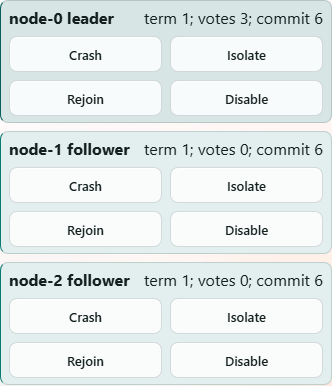 node-0 leader term 1; votes 3; commit 6
Crash Isolate
Rejoin Disable
node-1 follower term 1; votes 0; commit 6
Crash Isolate
Rejoin Disable
node-2 follower term 1; votes 0; commit 6
Crash Isolate
Rejoin Disable